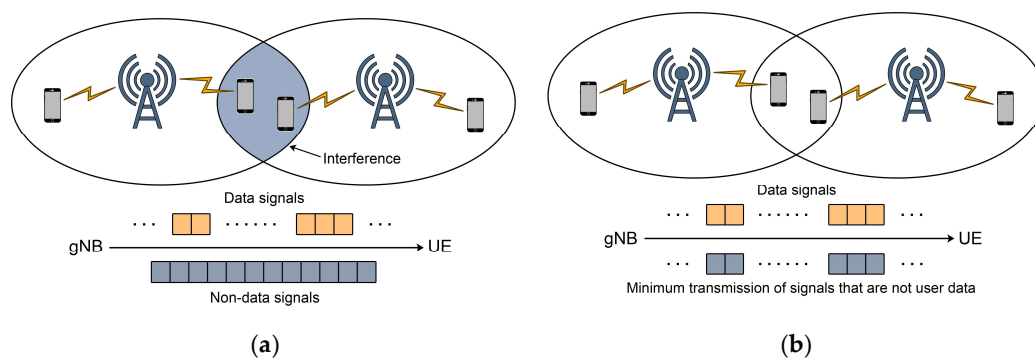 Interference
Data signals
... ... ...
gNB UE
Non-data signals
(a)
Data signals
... ...... ...
gNB UE
... ...... ...
Minimum transmission of signals that are not user data
(b)